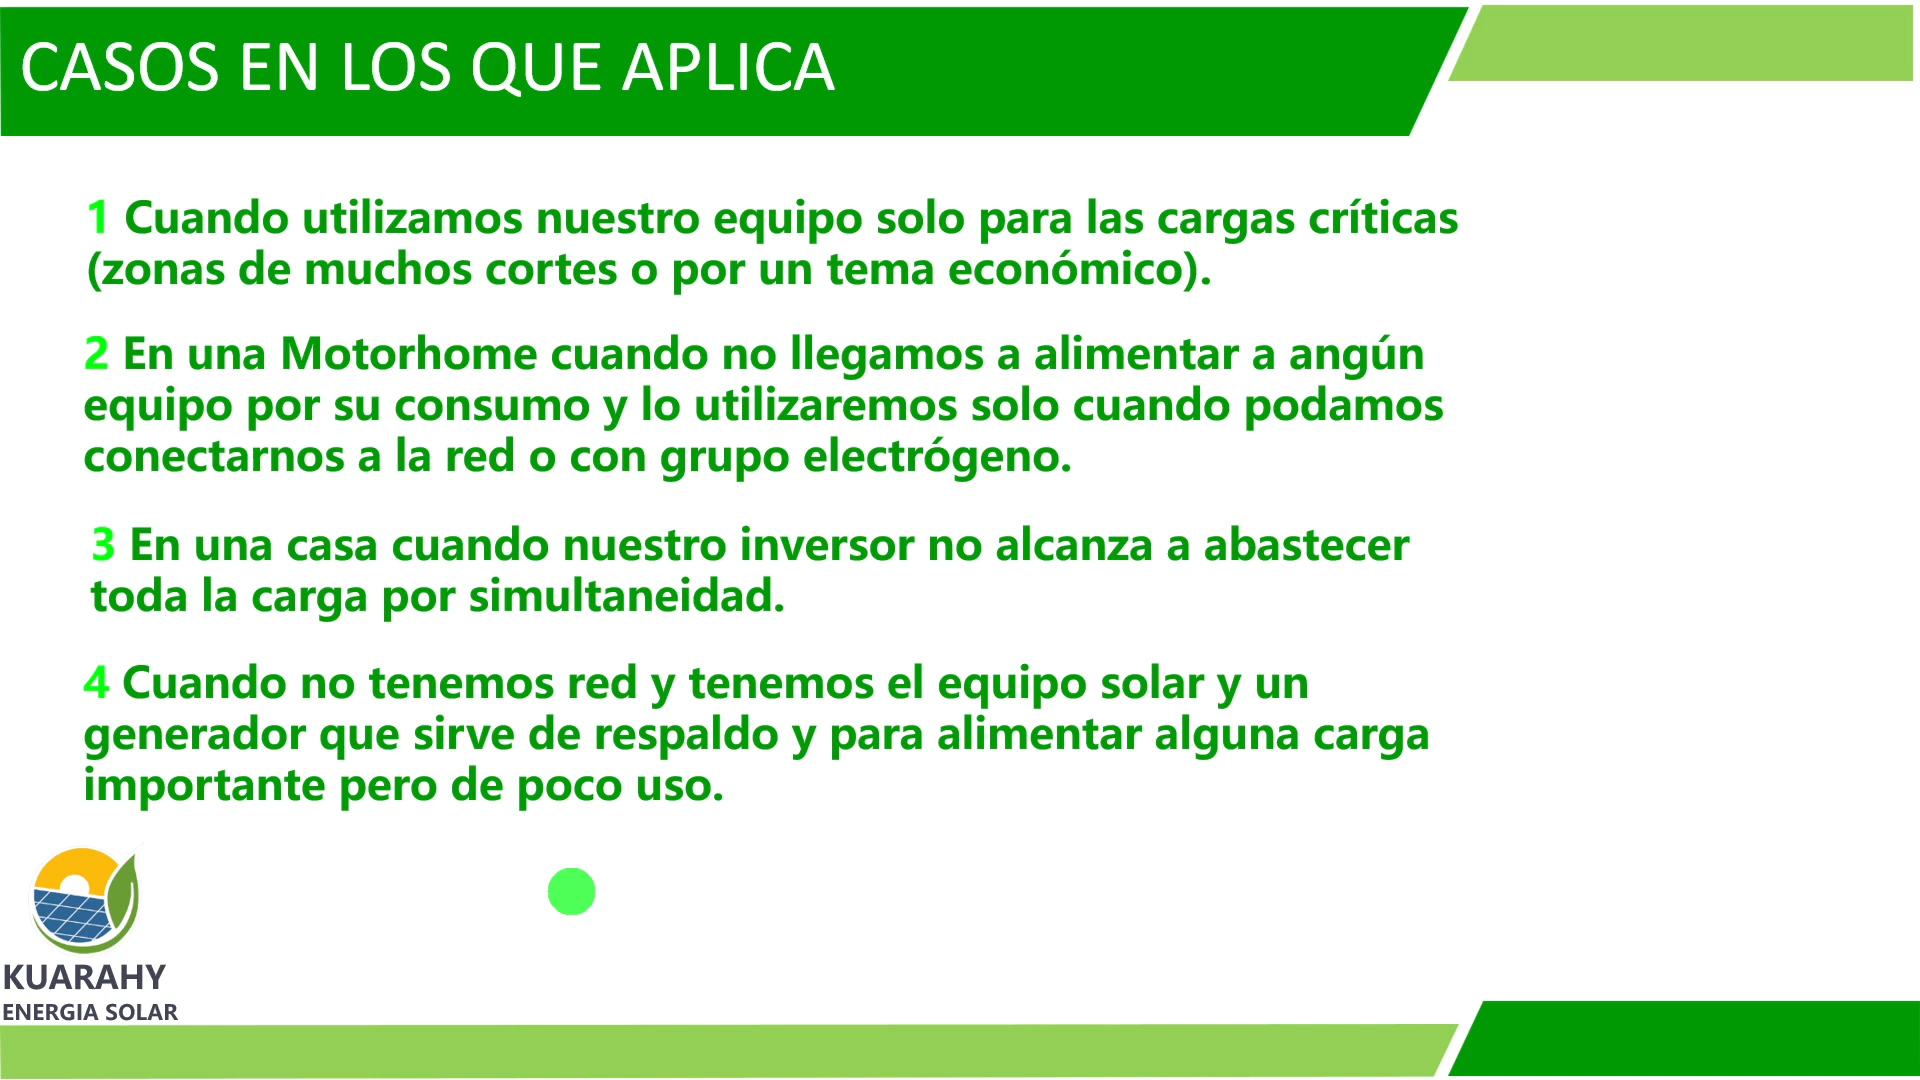 CASOS EN LOS QUE APLICA
1 Cuando utilizamos nuestro equipo solo para las cargas críticas
(zonas de muchos cortes o por un tema económico).
2 En una Motorhome cuando no llegamos a alimentar a angún
equipo por su consumo y lo utilizaremos solo cuando podamos
conectarnos a la red o con grupo electrógeno.
3 En una casa cuando nuestro inversor no alcanza a abastecer
toda la carga por simultaneidad.
4 Cuando no tenemos red y tenemos el equipo solar y un
generador que sirve de respaldo y para alimentar alguna carga
importante pero de poco uso.
KUARAHY
ENERGIA SOLAR